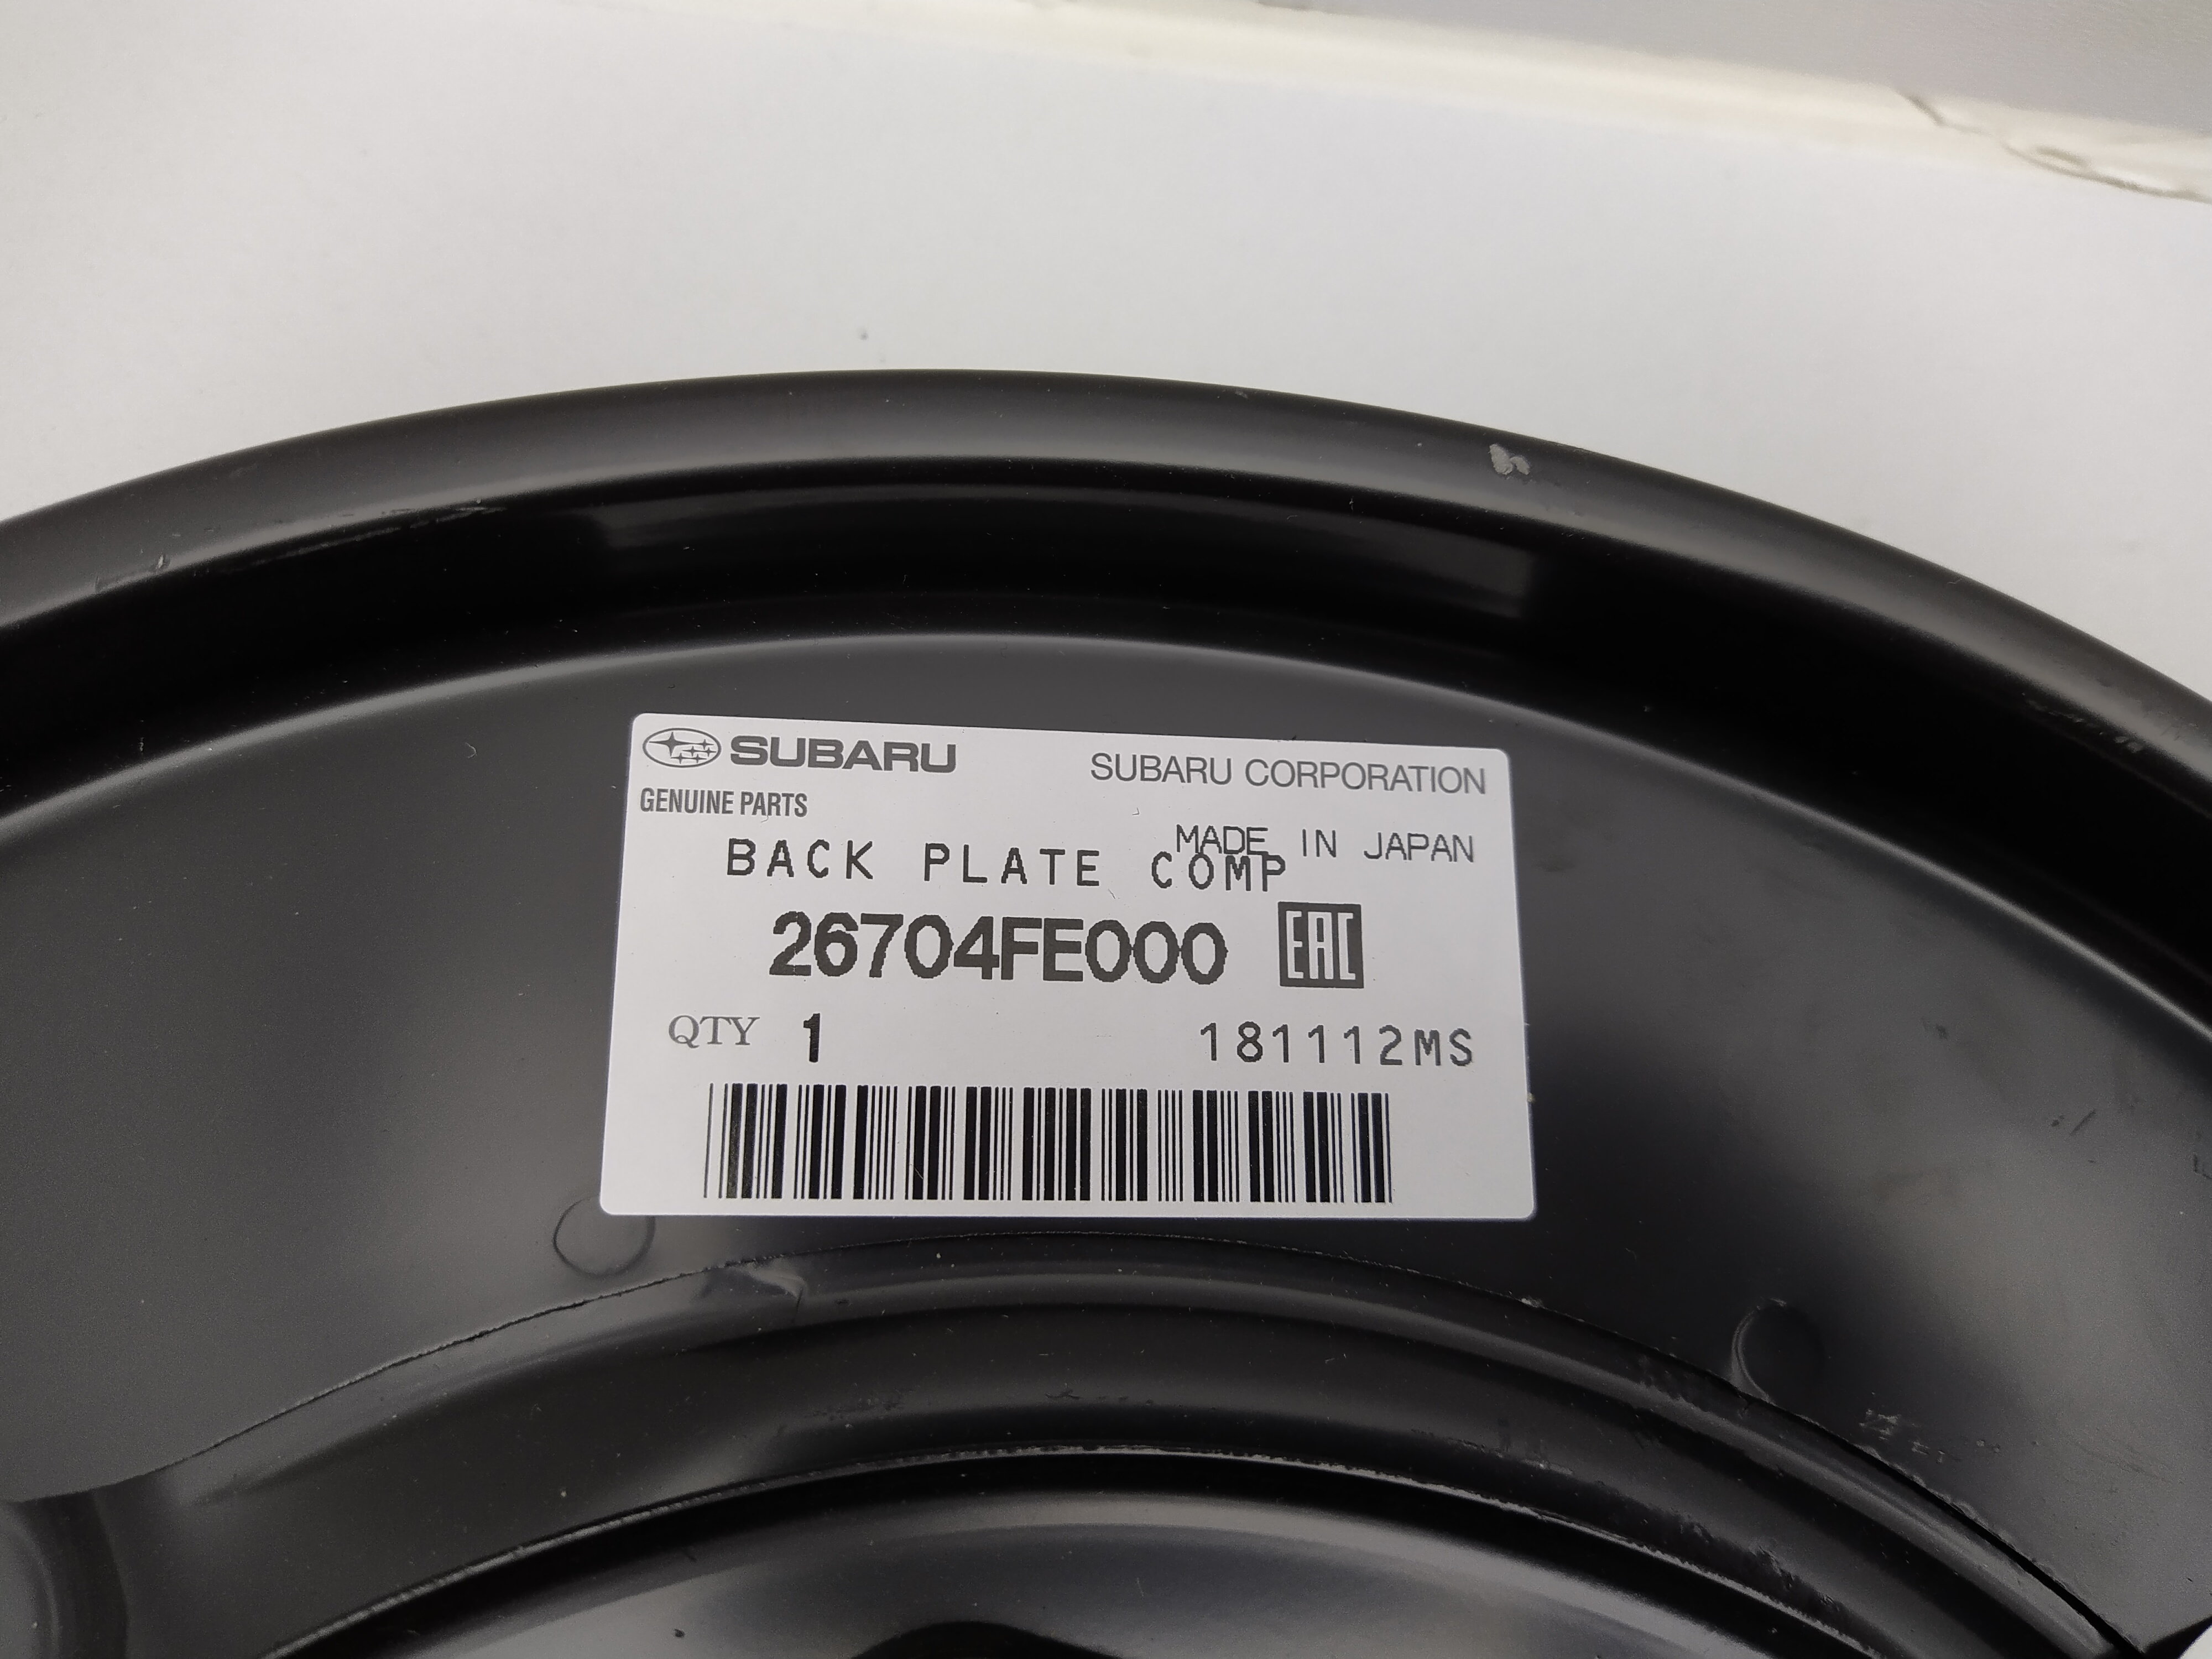 SUBARU
SUBARU CORPORATION
GENUINE PARTS
MADE IN JAPAN
BACK PLATE COMP
26704FE000 EAC
QTY 1
181112MS